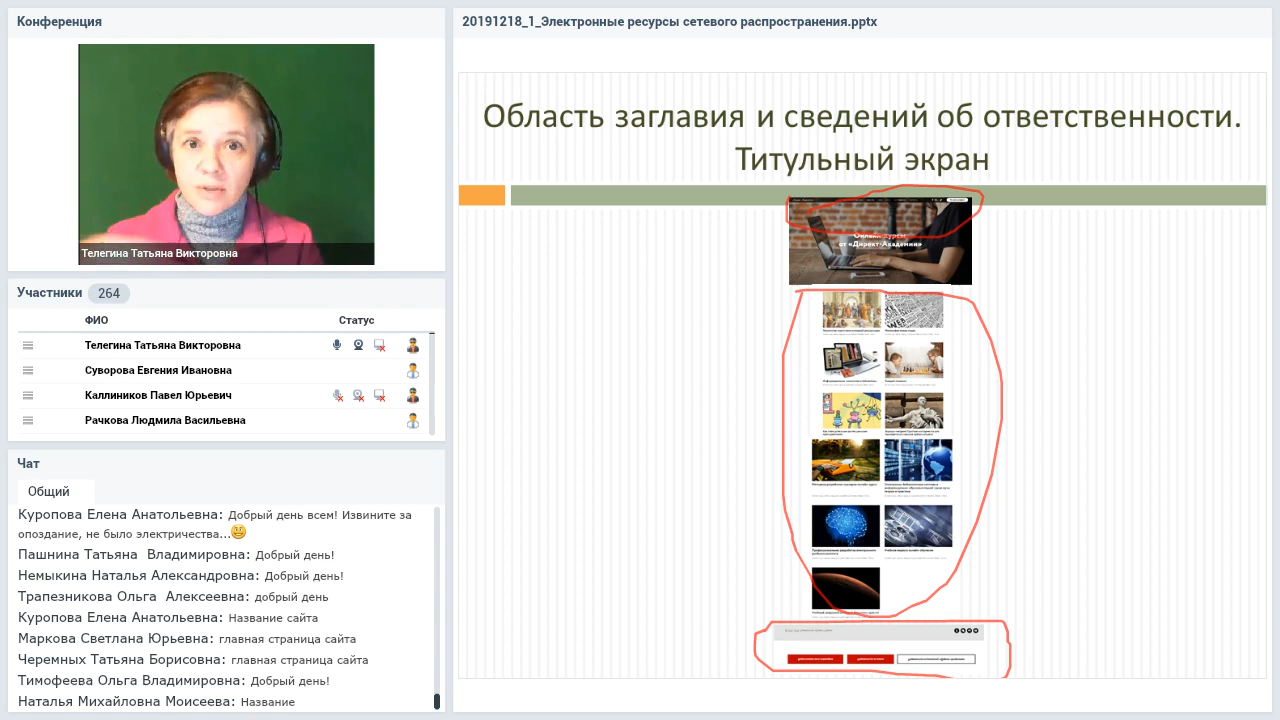 Конференция
Телегина Татьяна Викторовна
Участники 264
ФИО Статус
Телегина Татьяна Викторовна
Суворова Евгения Ивановна
Каллиников Павел Юрьевич
Рачкова Людмила Васильевна
Чат
Общий
Куропова Елена Анатольевна: Добрый день всем! Извините за
опоздание, не было электричества...
Пашнина Татьяна Владимировна: Добрый день!
Немыкина Наталья Александровна: Добрый день!
Трапезникова Ольга Алексеевна: добрый день
Куропова Елена Анатольевна: Название сайта
Маркова Светлана Юрьевна: главная страница сайта
Черемных Татьяна Борисовна: главная страница сайта
Тимофеева Ольга Владимировна: Добрый день!
Наталья Михайловна Моисеева: Название
20191218_1_Электронные ресурсы сетевого распространения.pptx
Область заглавия и сведений об ответственности.
Титульный экран
Онлайн-курсы
от «Директ-Академии»